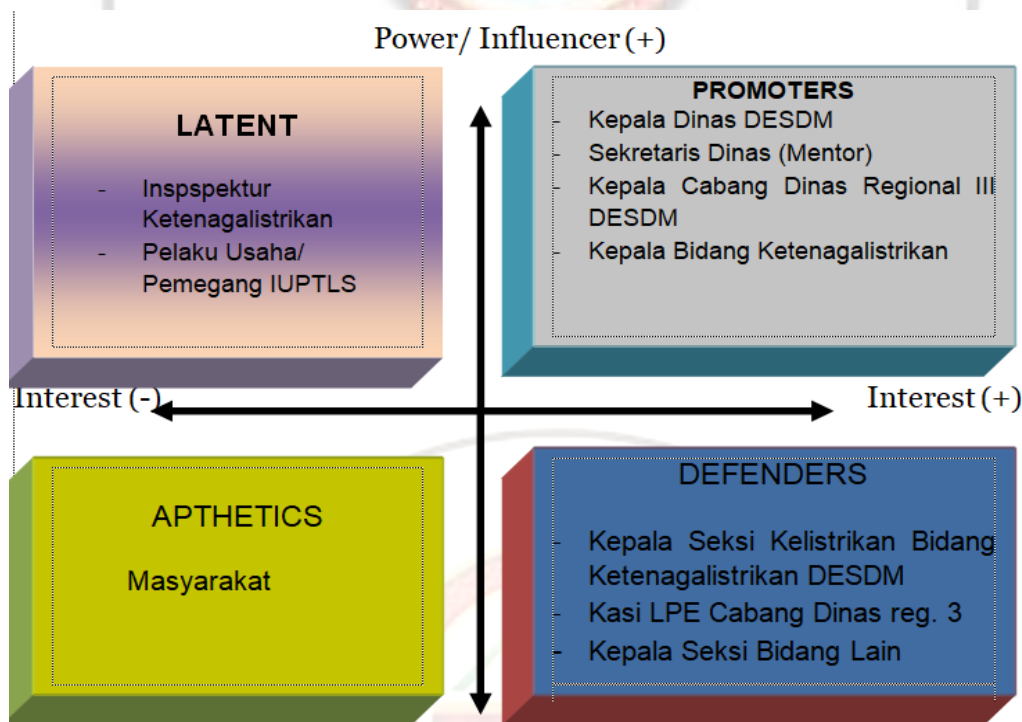 Power/ Influencer (+)
LATENT
- Inspspektur
Ketenagalistrikan
- Pelaku Usaha/
Pemegang IUPTLS
PROMOTERS
- Kepala Dinas DESDM
- Sekretaris Dinas (Mentor)
- Kepala Cabang Dinas Regional III
DESDM
- Kepala Bidang Ketenagalistrikan
Interest (-)
Interest (+)
APTHETICS
Masyarakat
DEFENDERS
- Kepala Seksi Kelistrikan Bidang
Ketenagalistrikan DESDM
- Kasi LPE Cabang Dinas reg. 3
- Kepala Seksi Bidang Lain